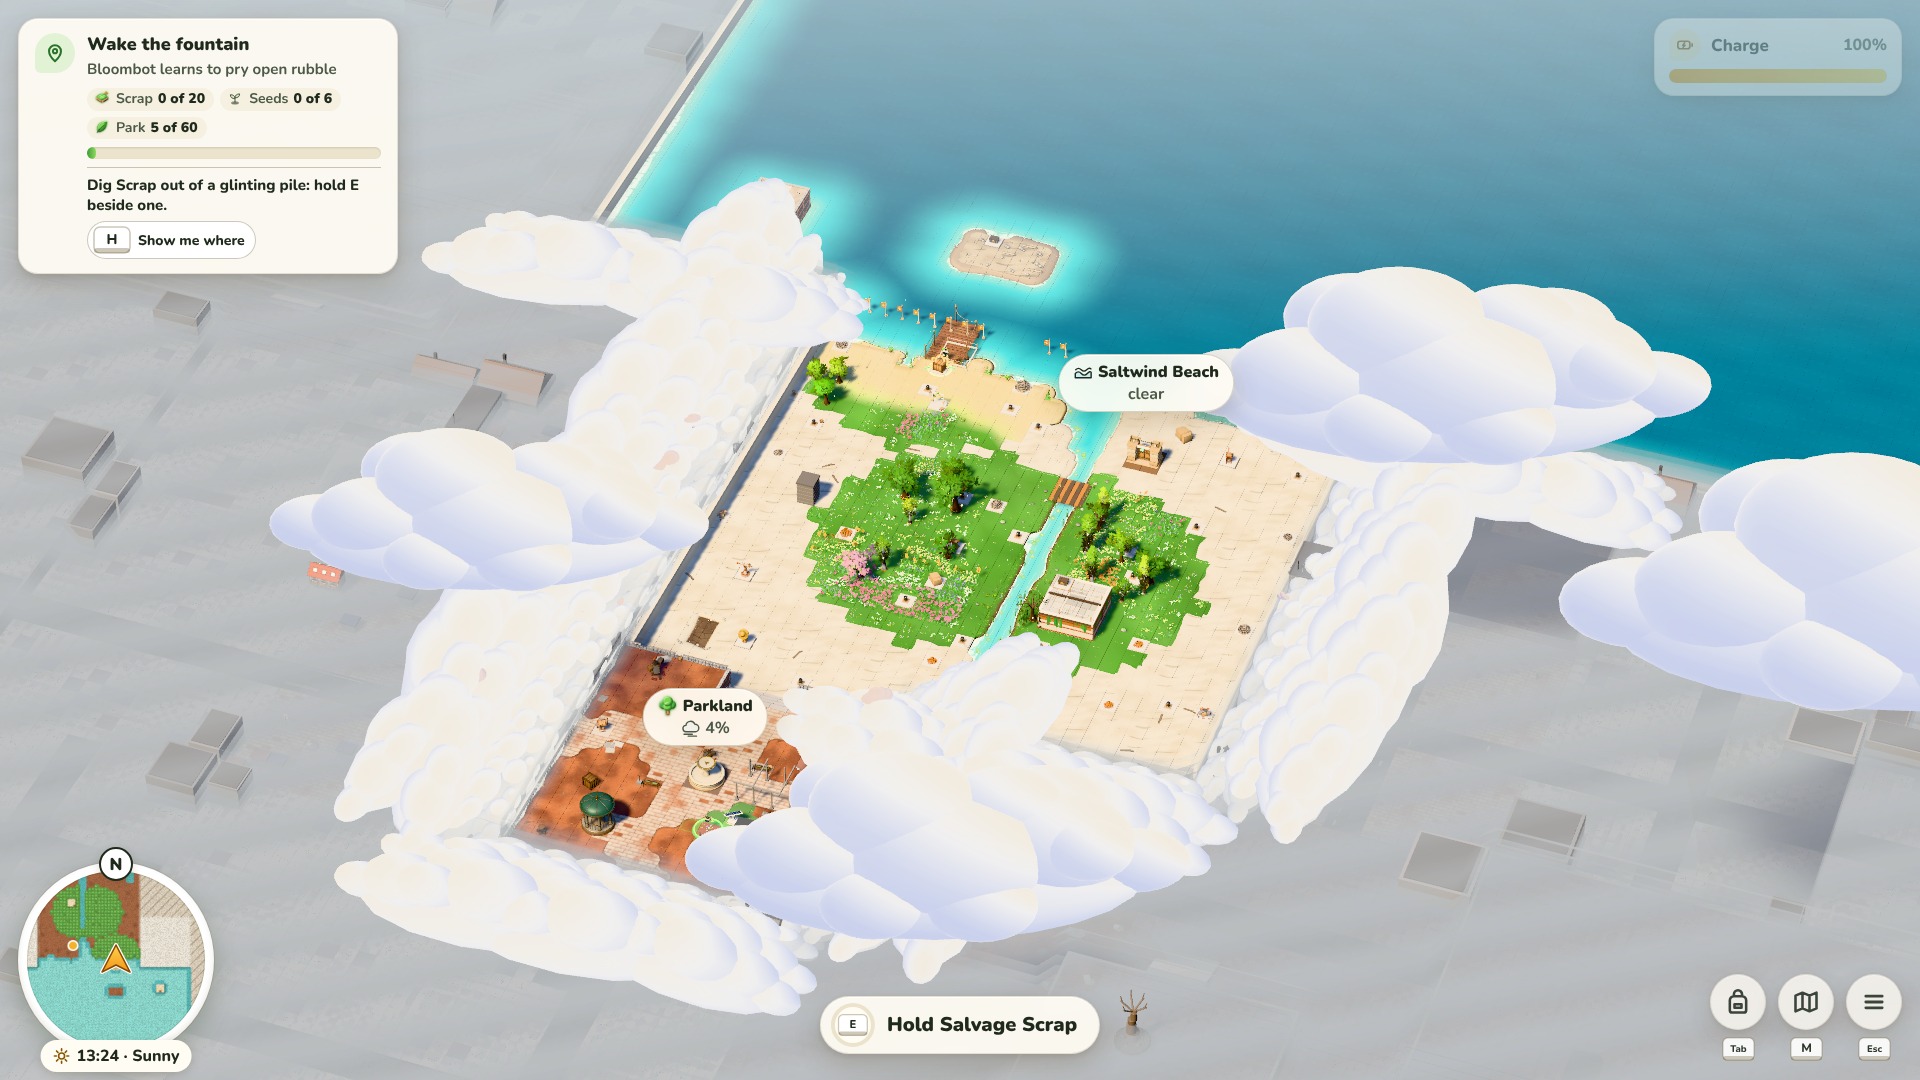 Wake the fountain
Bloombot learns to pry open rubble
Scrap 0 of 20
Seeds 0 of 6
Park 5 of 60
Dig Scrap out of a glinting pile: hold E
beside one.
H Show me where
Charge 100%
Saltwind Beach
clear
Parkland
4%
N
13:24 · Sunny
E Hold Salvage Scrap
Tab
M
Esc